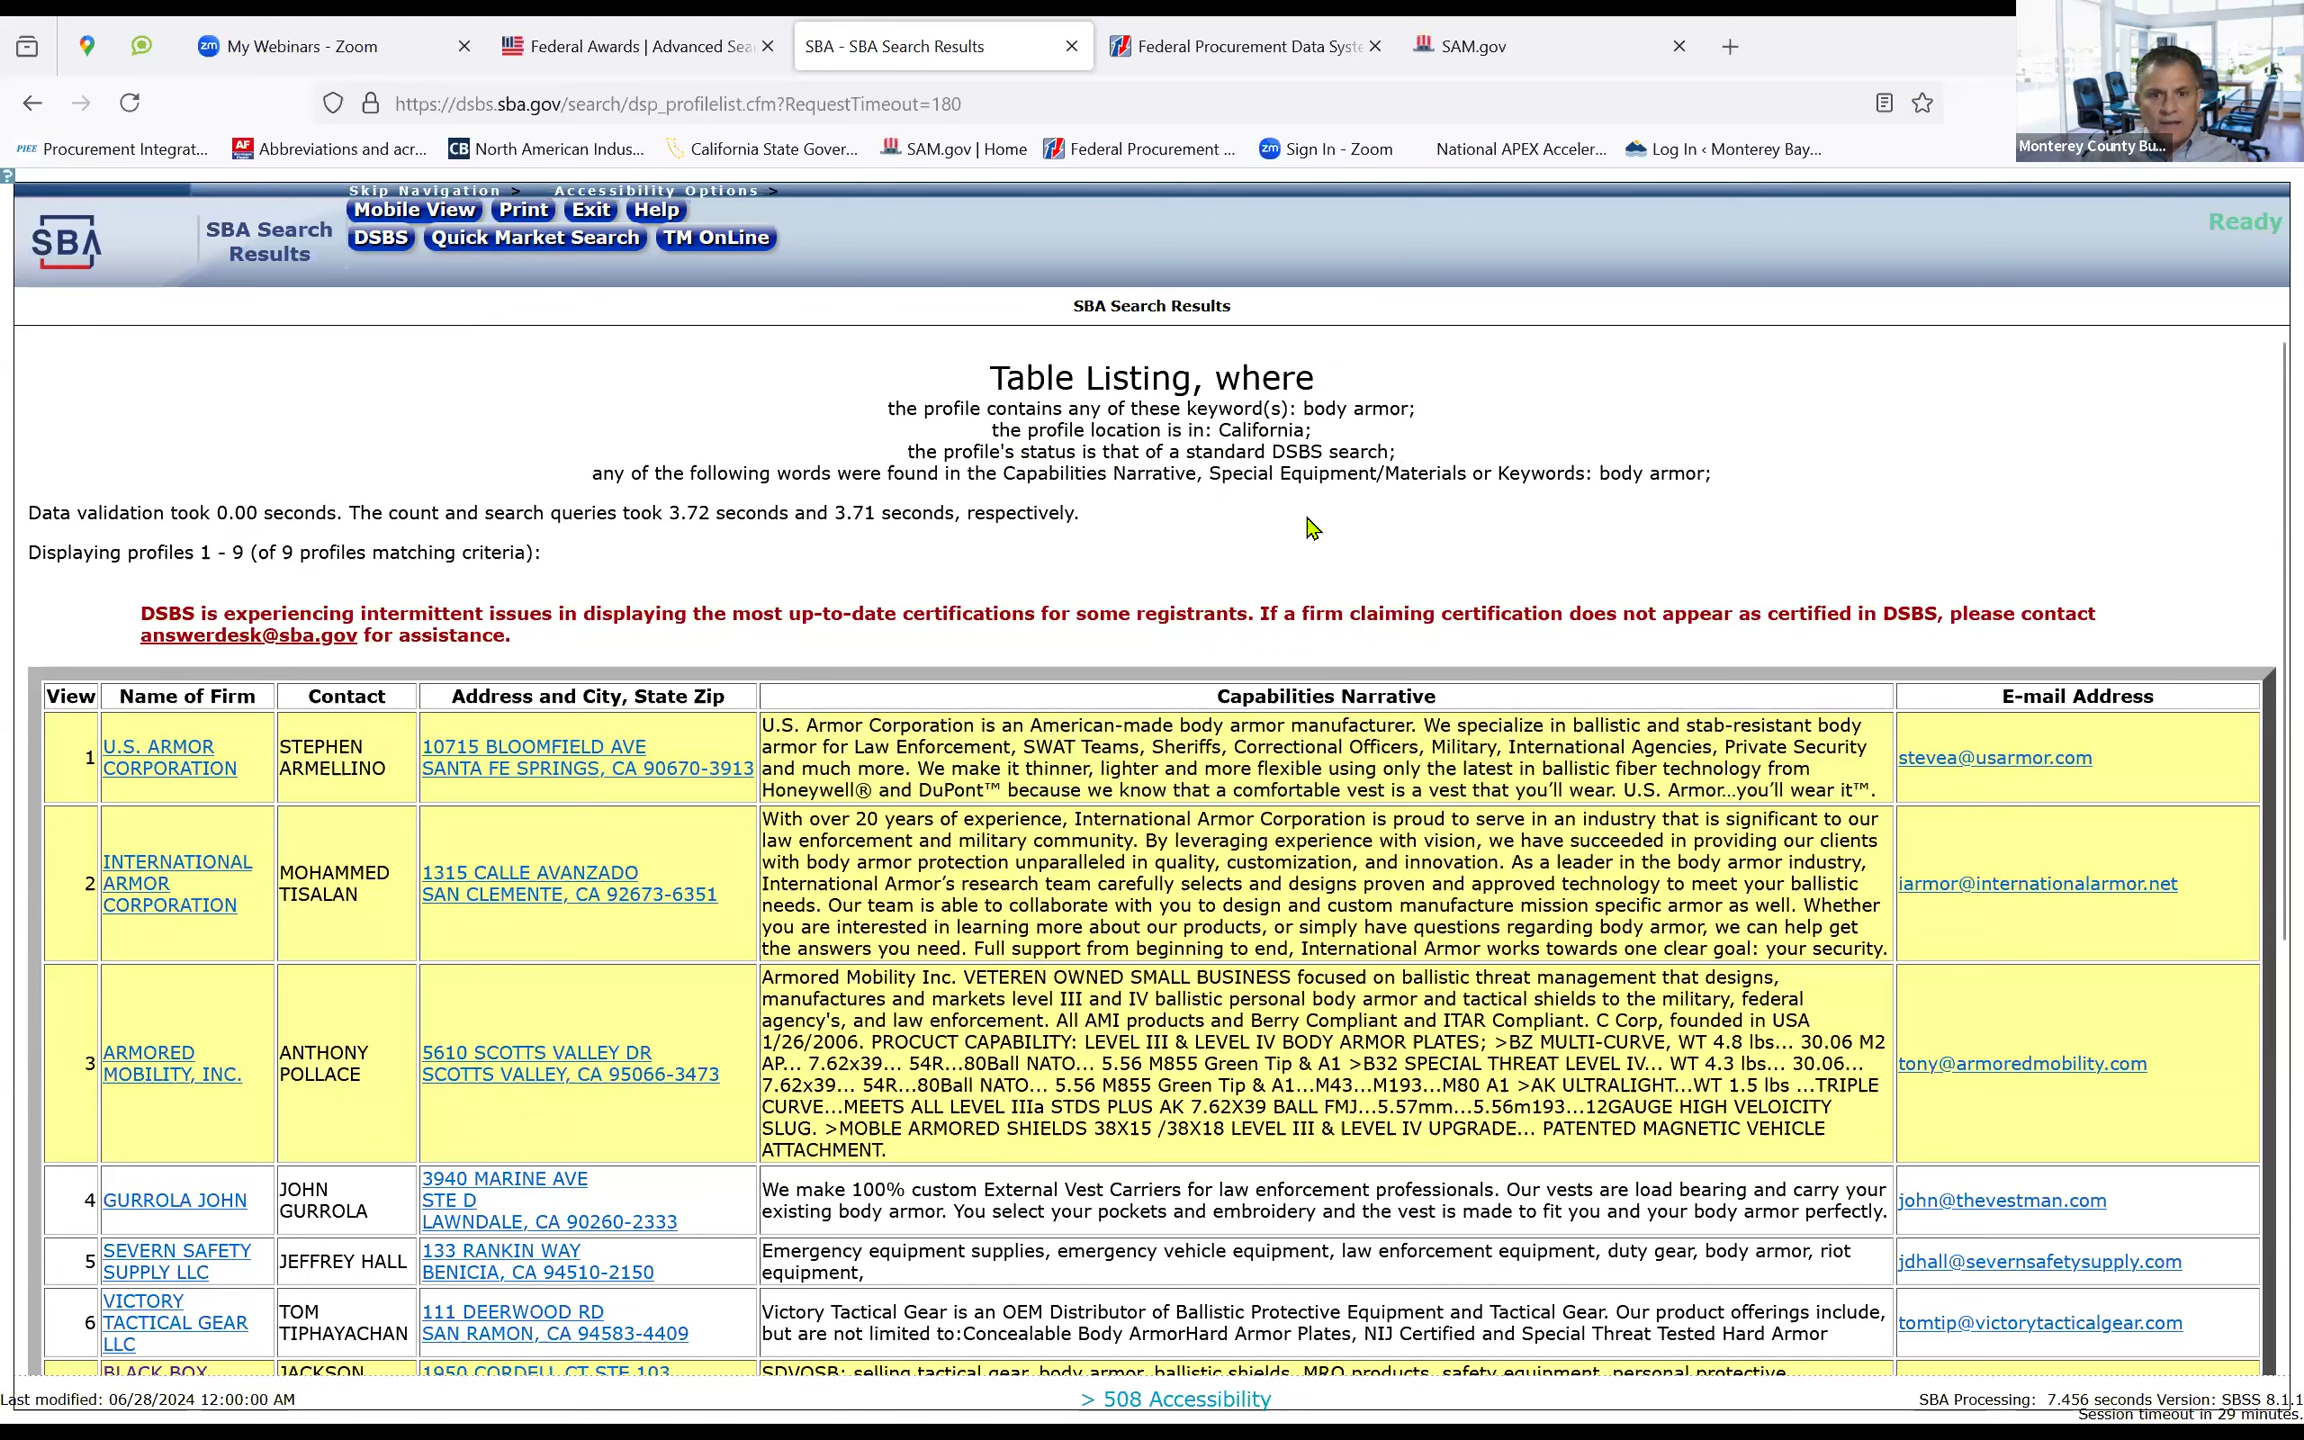 My Webinars - Zoom
Federal Awards | Advanced Sea
SBA - SBA Search Results
Federal Procurement Data Syste
SAM.gov
https://dsbs.sba.gov/search/dsp_profilelist.cfm?RequestTimeout=180
PIEE Procurement Integrat...
AF Abbreviations and acr...
CB North American Indus...
California State Gover...
SAM.gov | Home
Federal Procurement ...
zm Sign In - Zoom
National APEX Acceler...
Log In ‹ Monterey Bay...
Monterey County Bu...
Skip Navigation > Accessibility Options >
Mobile View Print Exit Help
DSBS Quick Market Search TM OnLine
SBA
SBA Search
Results
Ready
SBA Search Results
Table Listing, where
the profile contains any of these keyword(s): body armor;
the profile location is in: California;
the profile's status is that of a standard DSBS search;
any of the following words were found in the Capabilities Narrative, Special Equipment/Materials or Keywords: body armor;
Data validation took 0.00 seconds. The count and search queries took 3.72 seconds and 3.71 seconds, respectively.
Displaying profiles 1 - 9 (of 9 profiles matching criteria):
DSBS is experiencing intermittent issues in displaying the most up-to-date certifications for some registrants. If a firm claiming certification does not appear as certified in DSBS, please contact
answerdesk@sba.gov for assistance.
View Name of Firm Contact Address and City, State Zip Capabilities Narrative E-mail Address
1
U.S. ARMOR
CORPORATION
STEPHEN
ARMELLINO
10715 BLOOMFIELD AVE
SANTA FE SPRINGS, CA 90670-3913
U.S. Armor Corporation is an American-made body armor manufacturer. We specialize in ballistic and stab-resistant body
armor for Law Enforcement, SWAT Teams, Sheriffs, Correctional Officers, Military, International Agencies, Private Security
and much more. We make it thinner, lighter and more flexible using only the latest in ballistic fiber technology from
Honeywell® and DuPont™ because we know that a comfortable vest is a vest that you’ll wear. U.S. Armor…you’ll wear it™.
stevea@usarmor.com
2
INTERNATIONAL
ARMOR
CORPORATION
MOHAMMED
TISALAN
1315 CALLE AVANZADO
SAN CLEMENTE, CA 92673-6351
With over 20 years of experience, International Armor Corporation is proud to serve in an industry that is significant to our
law enforcement and military community. By leveraging experience with vision, we have succeeded in providing our clients
with body armor protection unparalleled in quality, customization, and innovation. As a leader in the body armor industry,
International Armor’s research team carefully selects and designs proven and approved technology to meet your ballistic
needs. Our team is able to collaborate with you to design and custom manufacture mission specific armor as well. Whether
you are interested in learning more about our products, or simply have questions regarding body armor, we can help get
the answers you need. Full support from beginning to end, International Armor works towards one clear goal: your security.
iarmor@internationalarmor.net
3
ARMORED
MOBILITY, INC.
ANTHONY
POLLACE
5610 SCOTTS VALLEY DR
SCOTTS VALLEY, CA 95066-3473
Armored Mobility Inc. VETEREN OWNED SMALL BUSINESS focused on ballistic threat management that designs,
manufactures and markets level III and IV ballistic personal body armor and tactical shields to the military, federal
agency's, and law enforcement. All AMI products and Berry Compliant and ITAR Compliant. C Corp, founded in USA
1/26/2006. PRODUCT CAPABILITY: LEVEL III & LEVEL IV BODY ARMOR PLATES; >BZ MULTI-CURVE, WT 4.8 lbs... 30.06 M2
AP... 7.62x39... 54R...80Ball NATO... 5.56 M855 Green Tip & A1 >B32 SPECIAL THREAT LEVEL IV... WT 4.3 lbs... 30.06...
7.62x39... 54R...80Ball NATO... 5.56 M855 Green Tip & A1...M43...M193...M80 A1 >AK ULTRALIGHT...WT 1.5 lbs ...TRIPLE
CURVE...MEETS ALL LEVEL IIIa STDS PLUS AK 7.62X39 BALL FMJ...5.57mm...5.56m193...12GAUGE HIGH VELOICITY
SLUG. >MOBLE ARMORED SHIELDS 38X15 /38X18 LEVEL III & LEVEL IV UPGRADE... PATENTED MAGNETIC VEHICLE
ATTACHMENT.
tony@armoredmobility.com
4
GURROLA JOHN
JOHN
GURROLA
3940 MARINE AVE
STE D
LAWNDALE, CA 90260-2333
We make 100% custom External Vest Carriers for law enforcement professionals. Our vests are load bearing and carry your
existing body armor. You select your pockets and embroidery and the vest is made to fit you and your body armor perfectly.
john@thevestman.com
5
SEVERN SAFETY
SUPPLY LLC
JEFFREY HALL
133 RANKIN WAY
BENICIA, CA 94510-2150
Emergency equipment supplies, emergency vehicle equipment, law enforcement equipment, duty gear, body armor, riot
equipment,
jdhall@severnsafetysupply.com
6
VICTORY
TACTICAL GEAR
LLC
TOM
TIPHAYACHAN
111 DEERWOOD RD
SAN RAMON, CA 94583-4409
Victory Tactical Gear is an OEM Distributor of Ballistic Protective Equipment and Tactical Gear. Our product offerings include,
but are not limited to:Concealable Body ArmorHard Armor Plates, NIJ Certified and Special Threat Tested Hard Armor
tomtip@victorytacticalgear.com
BLACK BOX
JACKSON
1950 CORDELL CT STE 103
SDVOSB: selling tactical gear, body armor, ballistic shields, MRO products, safety equipment, personal protective
Last modified: 06/28/2024 12:00:00 AM
> 508 Accessibility
SBA Processing: 7.456 seconds Version: SBSS 8.1.1
Session timeout in 29 minutes.